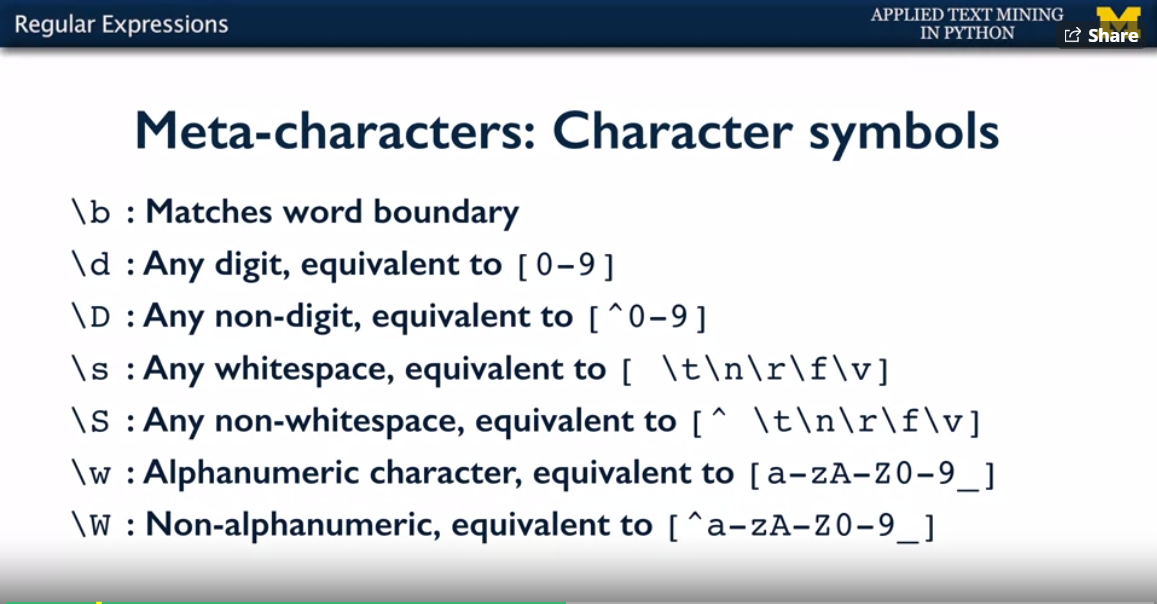 Regular Expressions
APPLIED TEXT MINING
IN PYTHON
Share
Meta-characters: Character symbols
\b : Matches word boundary
\d : Any digit, equivalent to [0-9]
\D : Any non-digit, equivalent to [^0-9]
\s : Any whitespace, equivalent to [ \t\n\r\f\v]
\S : Any non-whitespace, equivalent to [^ \t\n\r\f\v]
\w : Alphanumeric character, equivalent to [a-zA-Z0-9_]
\W : Non-alphanumeric, equivalent to [^a-zA-Z0-9_]